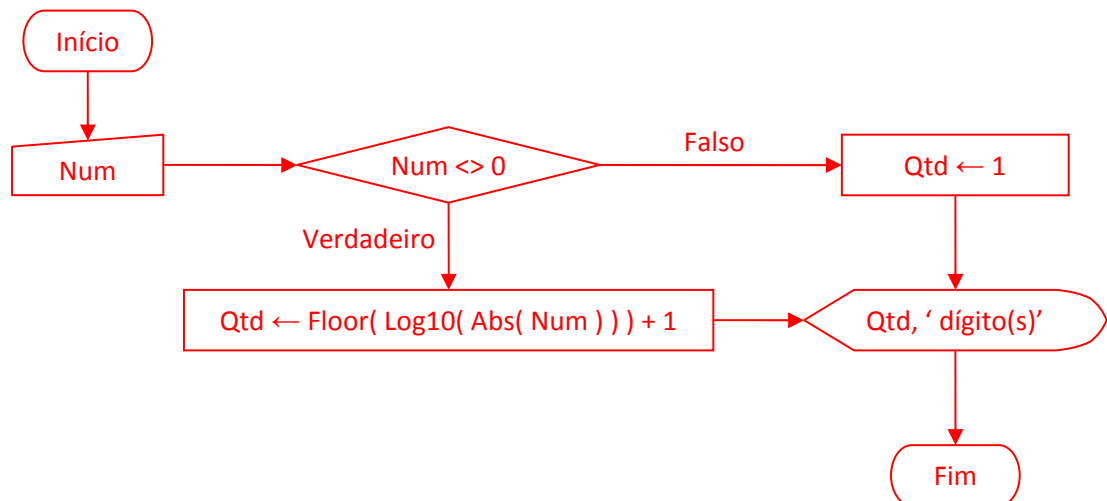 Início
Num
Num <> 0
Falso
Qtd ← 1
Verdadeiro
Qtd ← Floor( Log10( Abs( Num ) ) ) + 1
Qtd, ‘ dígito(s)’
Fim